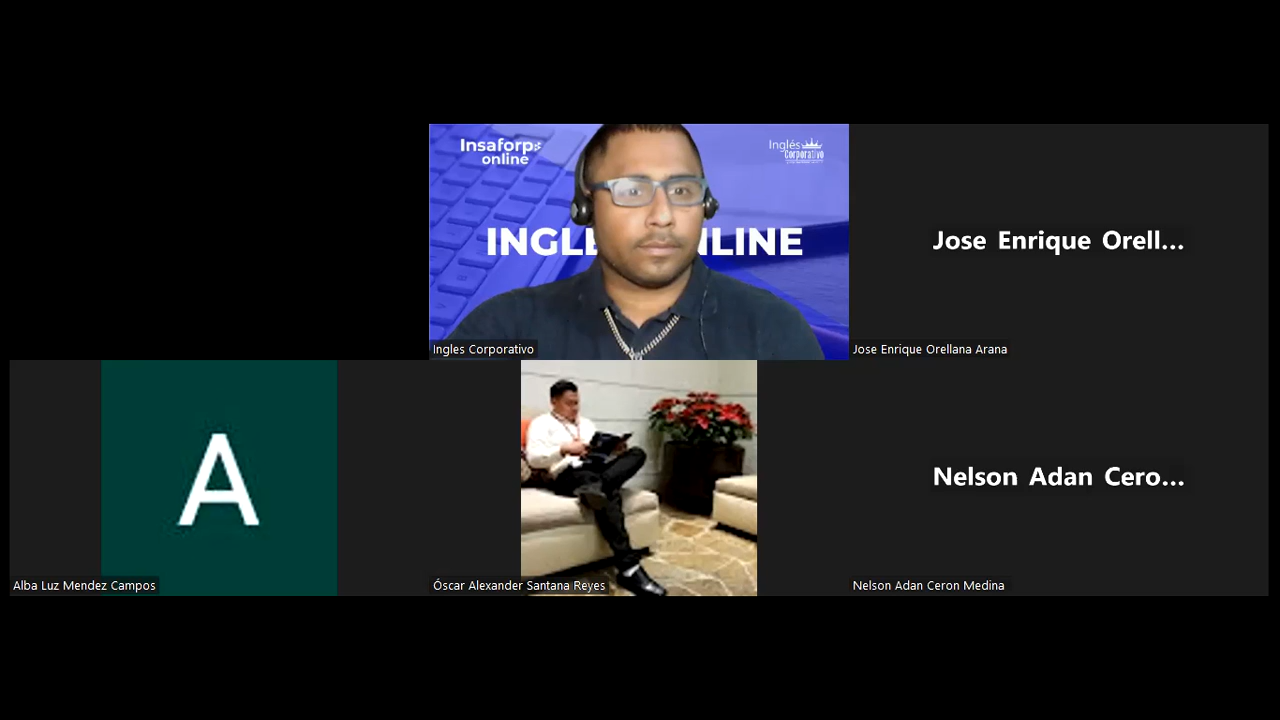 Insaforp
online
Inglés
Corporativo
INGLE NLINE
Ingles Corporativo
Jose Enrique Orell...
Jose Enrique Orellana Arana
A
Alba Luz Mendez Campos
Óscar Alexander Santana Reyes
Nelson Adan Cero...
Nelson Adan Ceron Medina